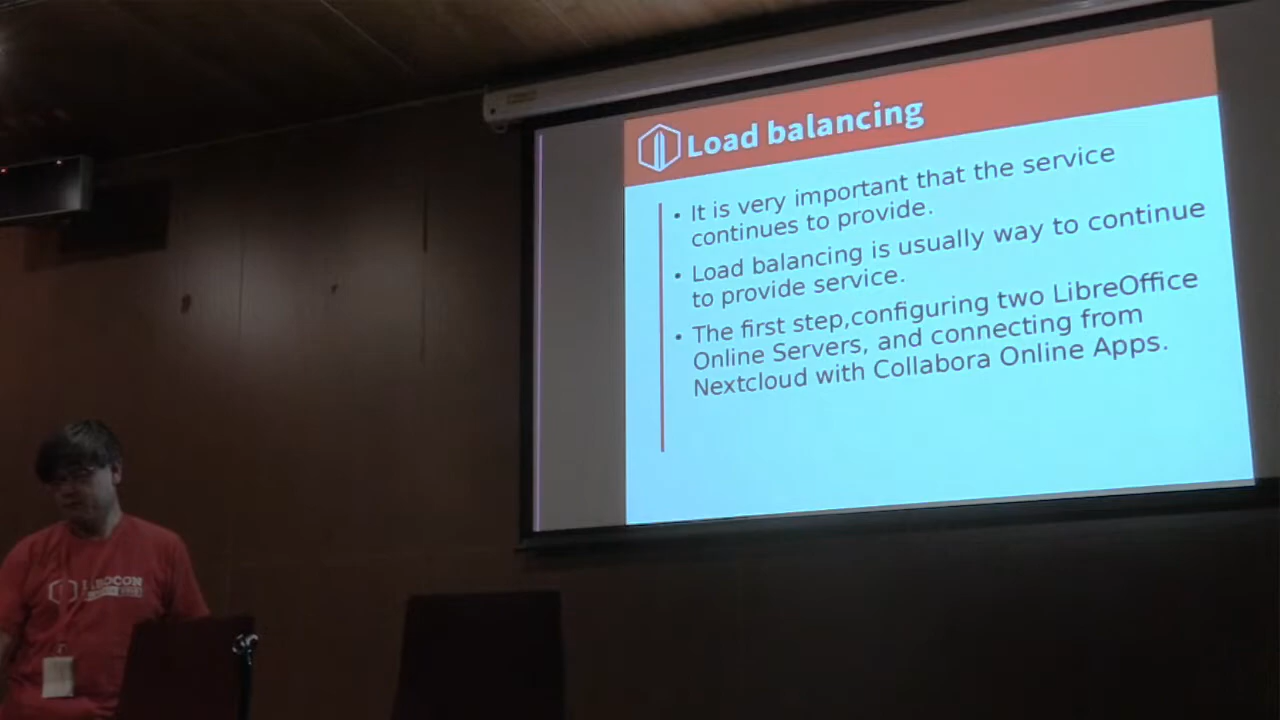 Load balancing
• It is very important that the service
continues to provide.
• Load balancing is usually way to continue
to provide service.
• The first step,configuring two LibreOffice
Online Servers, and connecting from
Nextcloud with Collabora Online Apps.